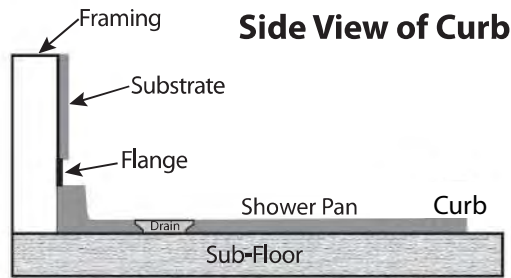 Framing
Side View of Curb
Substrate
Flange
Shower Pan
Curb
Drain
Sub-Floor